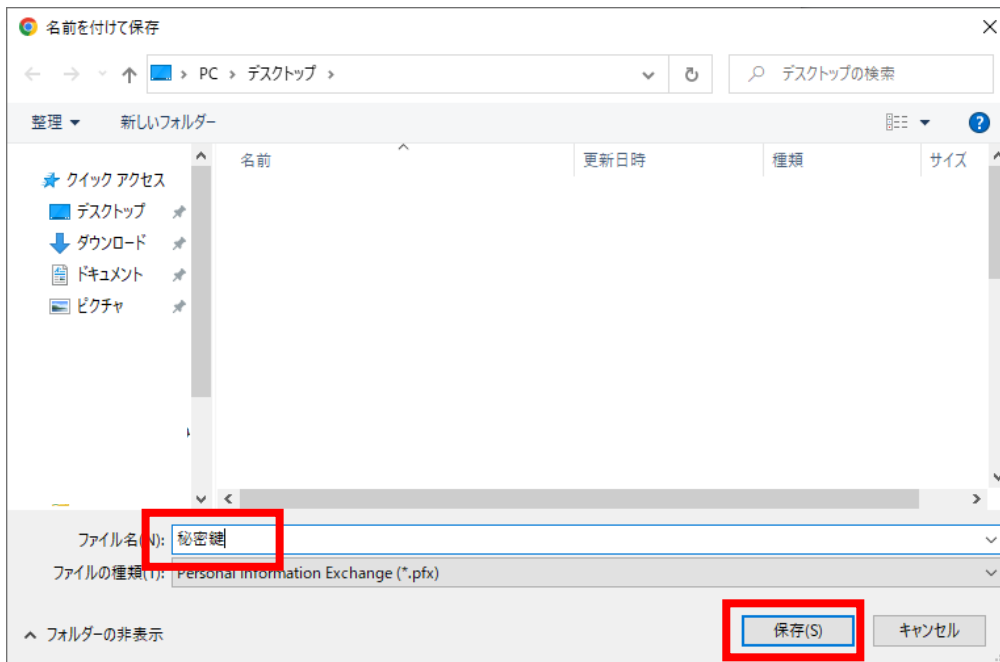 名前を付けて保存
PC › デスクトップ ›
デスクトップの検索
整理 新しいフォルダー
名前 更新日時 種類 サイズ
クイック アクセス
デスクトップ
ダウンロード
ドキュメント
ピクチャ
ファイル名(N): 秘密鍵
ファイルの種類(T): Personal Information Exchange (*.pfx)
フォルダーの非表示 保存(S) キャンセル